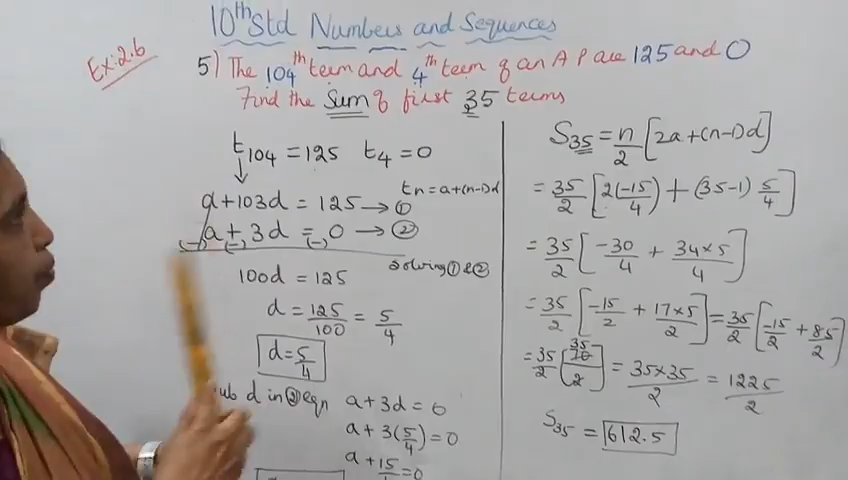 10th Std Numbers and Sequences
Ex:2.6
5) The 104th term and 4th term of an AP are 125 and 0
Find the Sum of first 35 terms
t104 = 125 t4 = 0
tn = a+(n-1)d
a+103d = 125 → ①
a+3d = 0 → ②
(-) (-) (-)
solving ① & ②
100d = 125
d = 125/100 = 5/4
d = 5/4
sub d in ② eqn a+3d = 0
a+3(5/4) = 0
a+15/4 = 0
S35 = n/2 [2a+(n-1)d]
= 35/2 [2(-15/4) + (35-1) 5/4]
= 35/2 [-30/4 + 34×5/4]
= 35/2 [-15/2 + 17×5/2] = 35/2 [-15/2 + 85/2]
= 35/2 [35 70/2] = 35×35/2 = 1225/2
S35 = 612.5